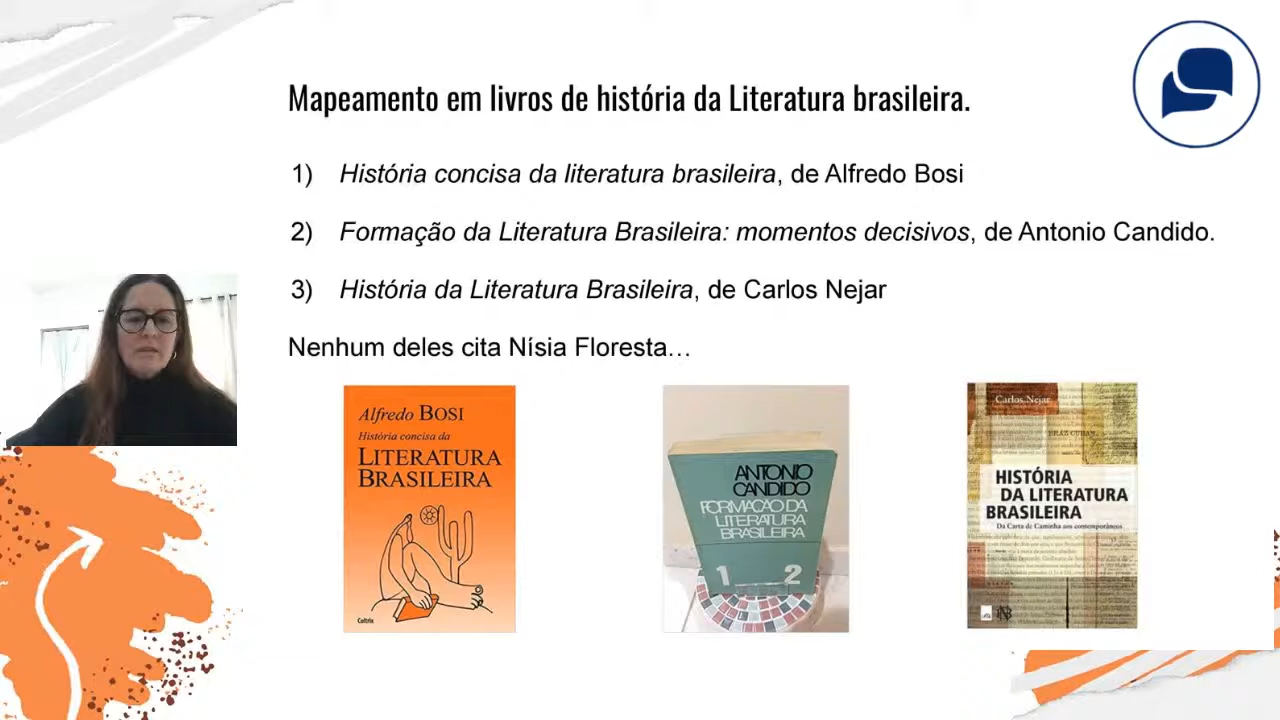 Mapeamento em livros de história da Literatura brasileira.
1) História concisa da literatura brasileira, de Alfredo Bosi
2) Formação da Literatura Brasileira: momentos decisivos, de Antonio Candido.
3) História da Literatura Brasileira, de Carlos Nejar
Nenhum deles cita Nísia Floresta…
Alfredo BOSI
História concisa da
LITERATURA
BRASILEIRA
Cultrix
ANTONIO
CANDIDO
FORMAÇÃO DA
LITERATURA
BRASILEIRA
1 2
Carlos Nejar
BRAZ CUBAS
HISTÓRIA
DA LITERATURA
BRASILEIRA
Da Carta de Caminha aos contemporâneos